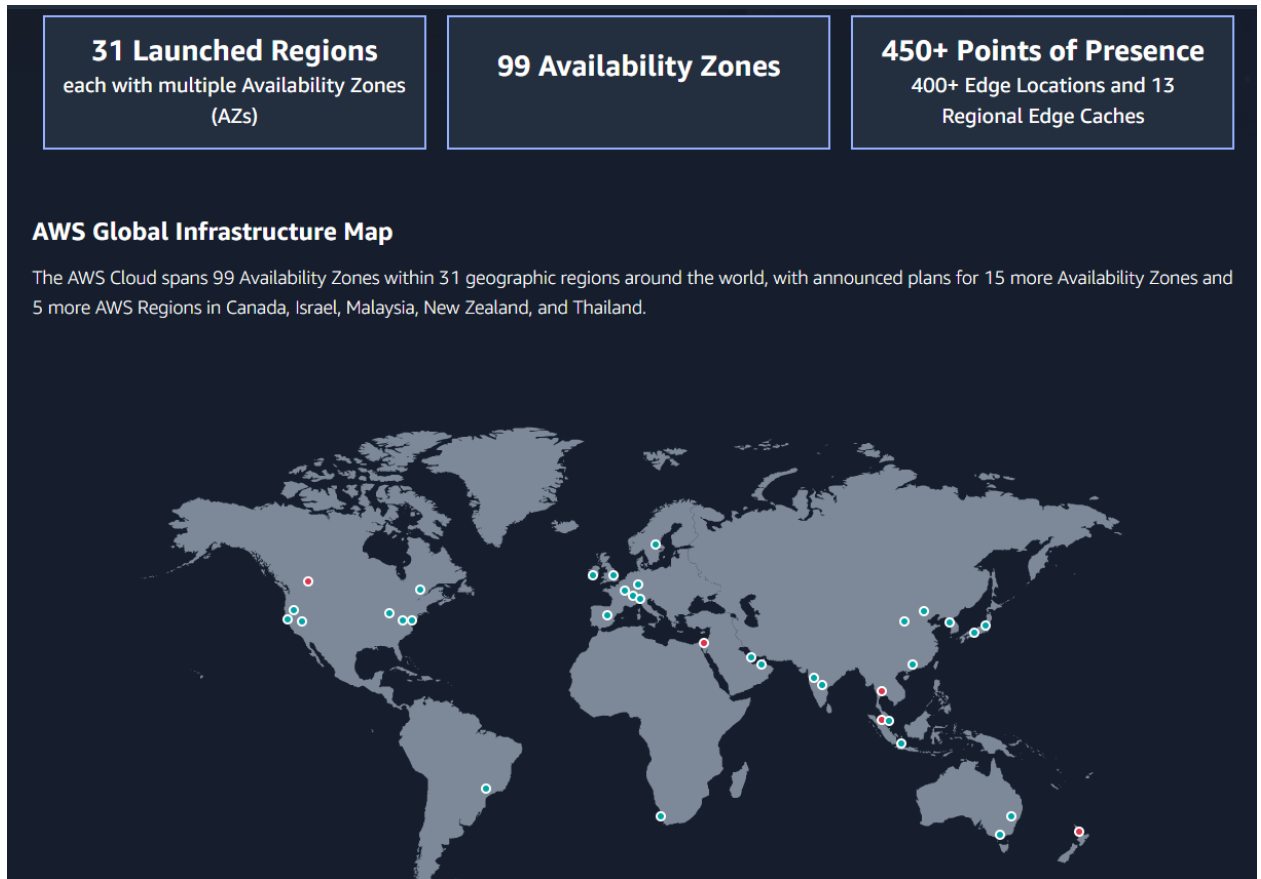 31 Launched Regions
each with multiple Availability Zones
(AZs)
99 Availability Zones
450+ Points of Presence
400+ Edge Locations and 13
Regional Edge Caches
AWS Global Infrastructure Map
The AWS Cloud spans 99 Availability Zones within 31 geographic regions around the world, with announced plans for 15 more Availability Zones and
5 more AWS Regions in Canada, Israel, Malaysia, New Zealand, and Thailand.